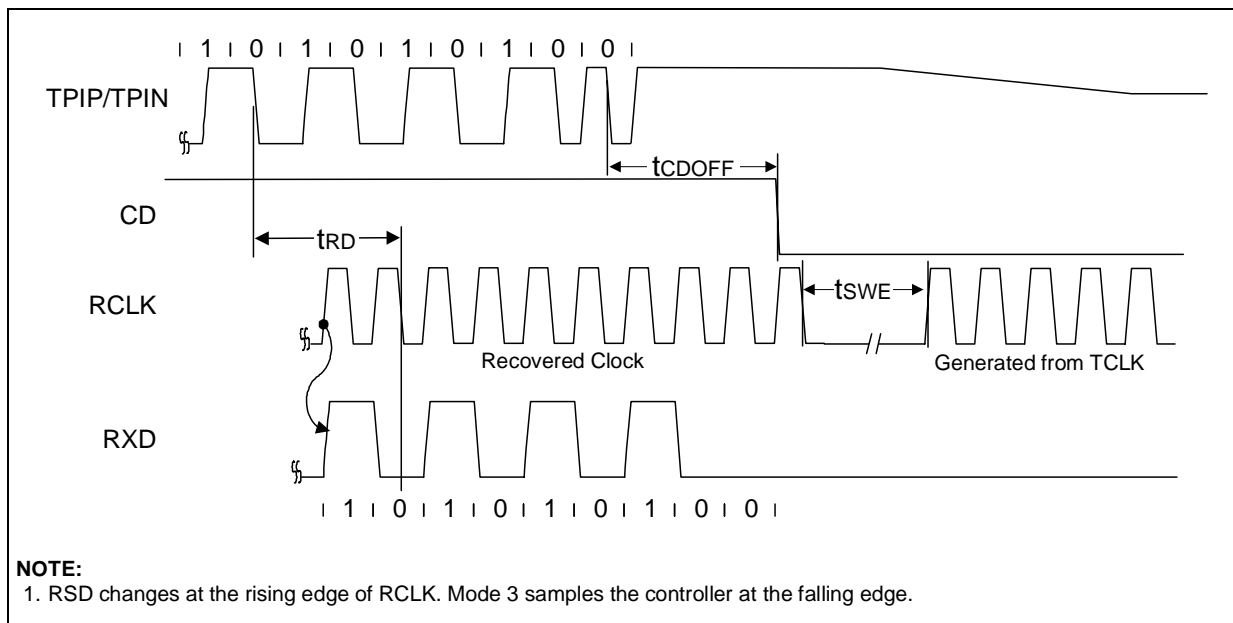 | 1 | 0 | 1 | 0 | 1 | 0 | 1 | 0 | 0 |
TPIP/TPIN
tCDOFF
CD
tRD
RCLK
tSWE
//
Recovered Clock
Generated from TCLK
RXD
| 1 | 0 | 1 | 0 | 1 | 0 | 1 | 0 | 0 |
NOTE:
1. RSD changes at the rising edge of RCLK. Mode 3 samples the controller at the falling edge.